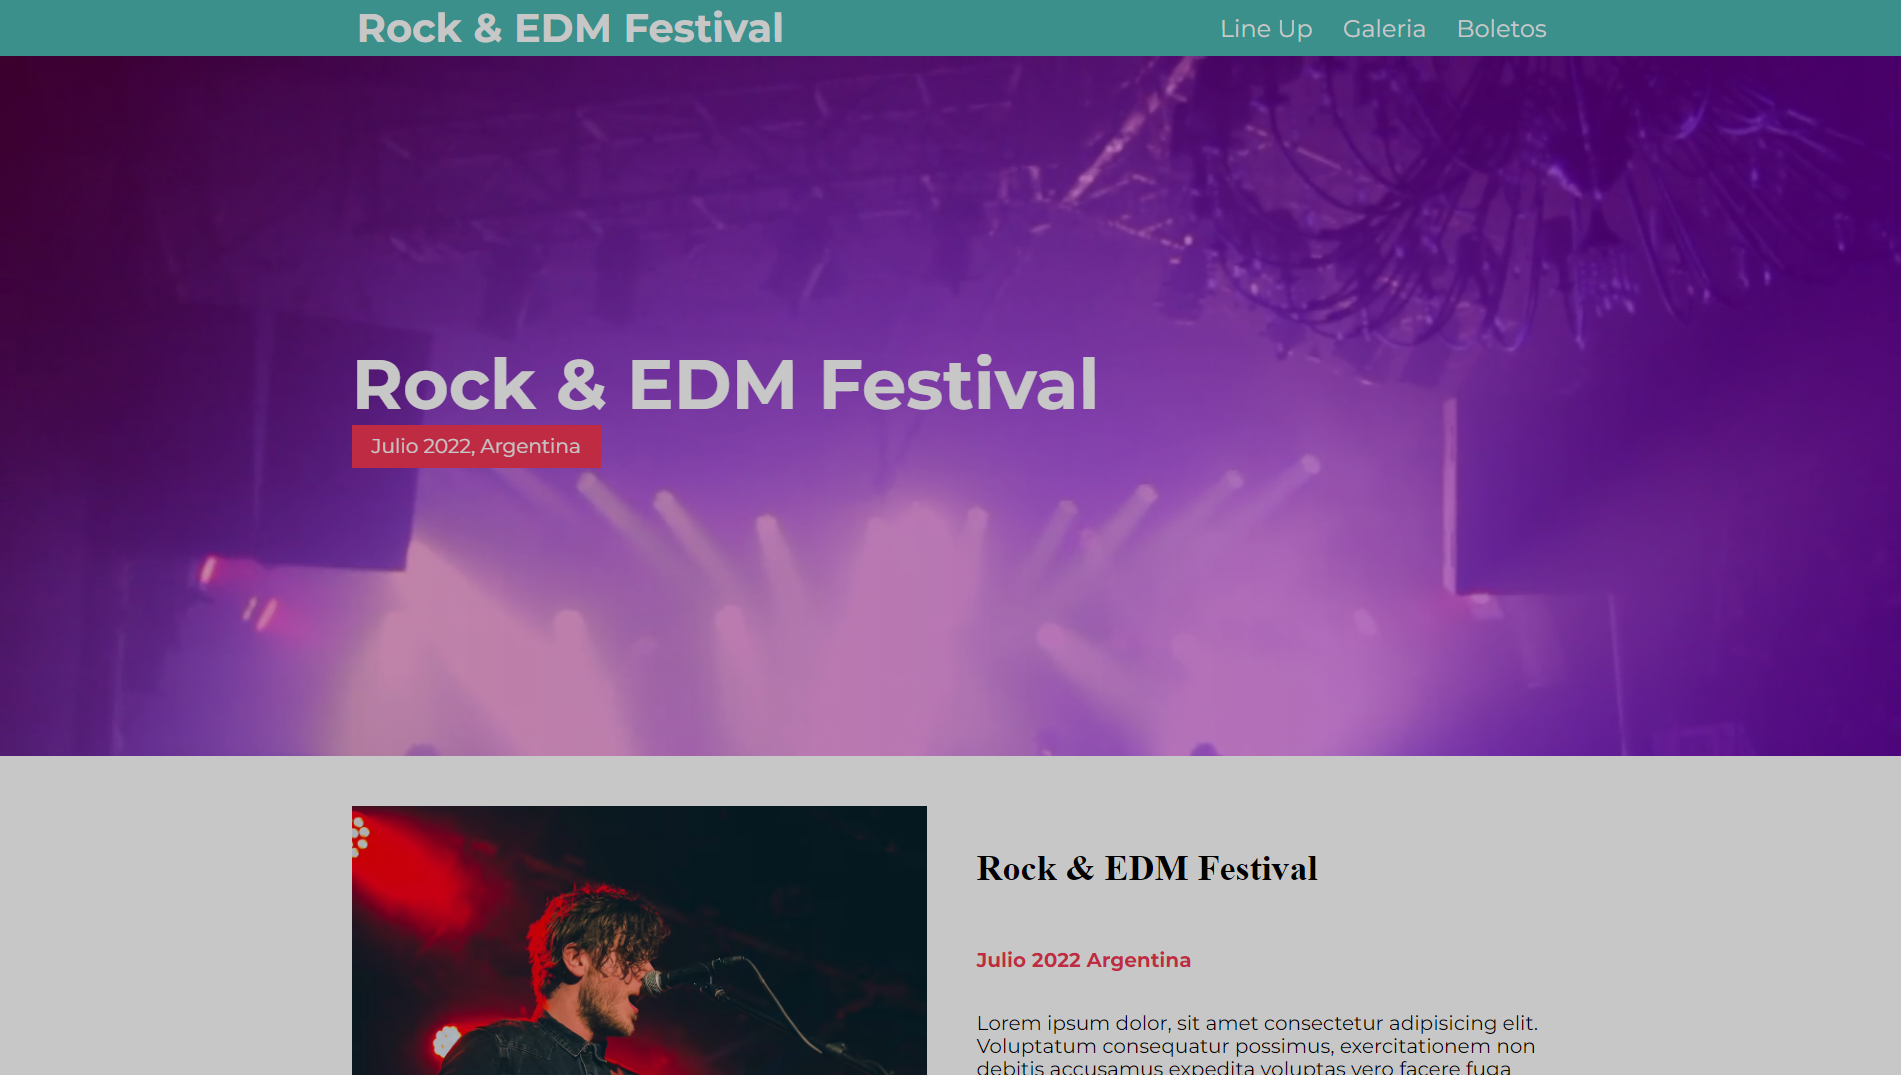 Rock & EDM Festival
Line Up
Galeria
Boletos
Rock & EDM Festival
Julio 2022, Argentina
Rock & EDM Festival
Julio 2022 Argentina
Lorem ipsum dolor, sit amet consectetur adipisicing elit.
Voluptatum consequatur possimus, exercitationem non
debitis accusamus expedita voluptas vero facere fuga